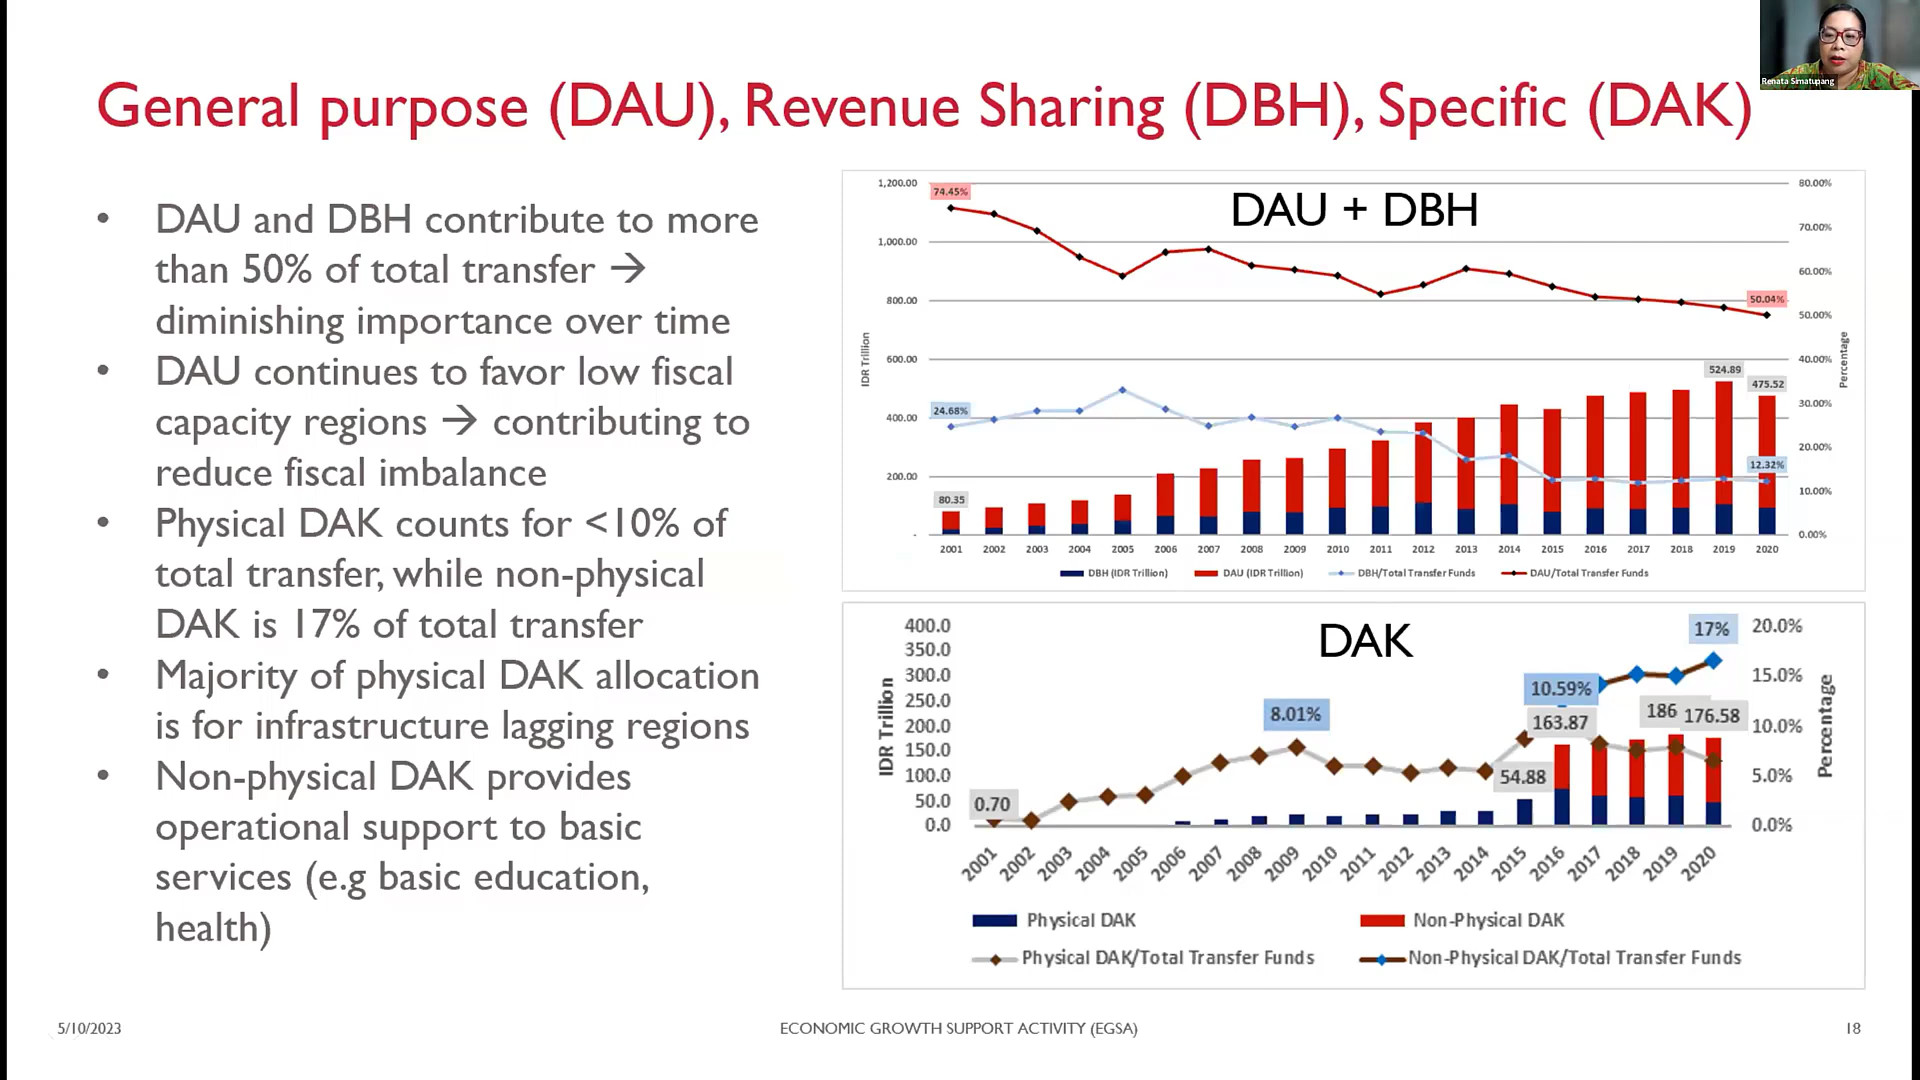 Renata Simatupang
General purpose (DAU), Revenue Sharing (DBH), Specific (DAK)
• DAU and DBH contribute to more
than 50% of total transfer →
diminishing importance over time
• DAU continues to favor low fiscal
capacity regions → contributing to
reduce fiscal imbalance
• Physical DAK counts for <10% of
total transfer, while non-physical
DAK is 17% of total transfer
• Majority of physical DAK allocation
is for infrastructure lagging regions
• Non-physical DAK provides
operational support to basic
services (e.g basic education,
health)
DAU + DBH
IDR Trillion
1,200.00
1,000.00
800.00
600.00
400.00
200.00
-
74.45%
24.68%
80.35
50.04%
524.89
475.52
12.32%
80.00%
70.00%
60.00%
50.00%
40.00%
30.00%
20.00%
10.00%
0.00%
Percentage
2001 2002 2003 2004 2005 2006 2007 2008 2009 2010 2011 2012 2013 2014 2015 2016 2017 2018 2019 2020
DBH (IDR Trillion) DAU (IDR Trillion) DBH/Total Transfer Funds DAU/Total Transfer Funds
DAK
IDR Trillion
400.0
350.0
300.0
250.0
200.0
150.0
100.0
50.0
0.0
0.70
8.01%
54.88
10.59%
163.87
186
176.58
17%
20.0%
15.0%
10.0%
5.0%
0.0%
Percentage
2001 2002 2003 2004 2005 2006 2007 2008 2009 2010 2011 2012 2013 2014 2015 2016 2017 2018 2019 2020
Physical DAK Non-Physical DAK
Physical DAK/Total Transfer Funds Non-Physical DAK/Total Transfer Funds
5/10/2023 ECONOMIC GROWTH SUPPORT ACTIVITY (EGSA) 18